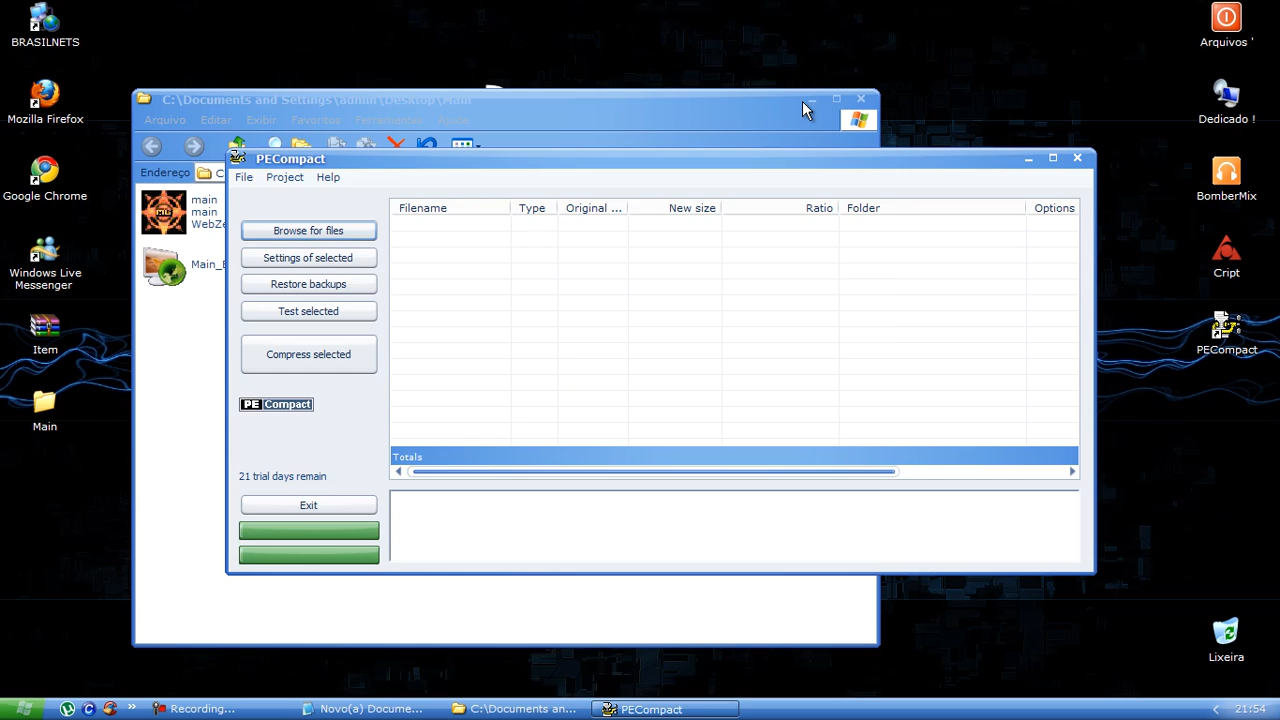 BRASILNETS
Mozilla Firefox
Google Chrome
Windows Live
Messenger
Item
Main
C:\Documents and Settings\admin\Desktop\Main
Arquivo Editar Exibir Favoritos Ferramentas Ajuda
Endereço C
main
main
WebZe
Main_E
PECompact
File Project Help
Browse for files
Settings of selected
Restore backups
Test selected
Compress selected
PE Compact
21 trial days remain
Exit
Filename Type Original ... New size Ratio Folder Options
Totals
Arquivos '
Dedicado !
BomberMix
Cript
PECompact
Lixeira
Recording... Novo(a) Docume... C:\Documents an... PECompact 21:54